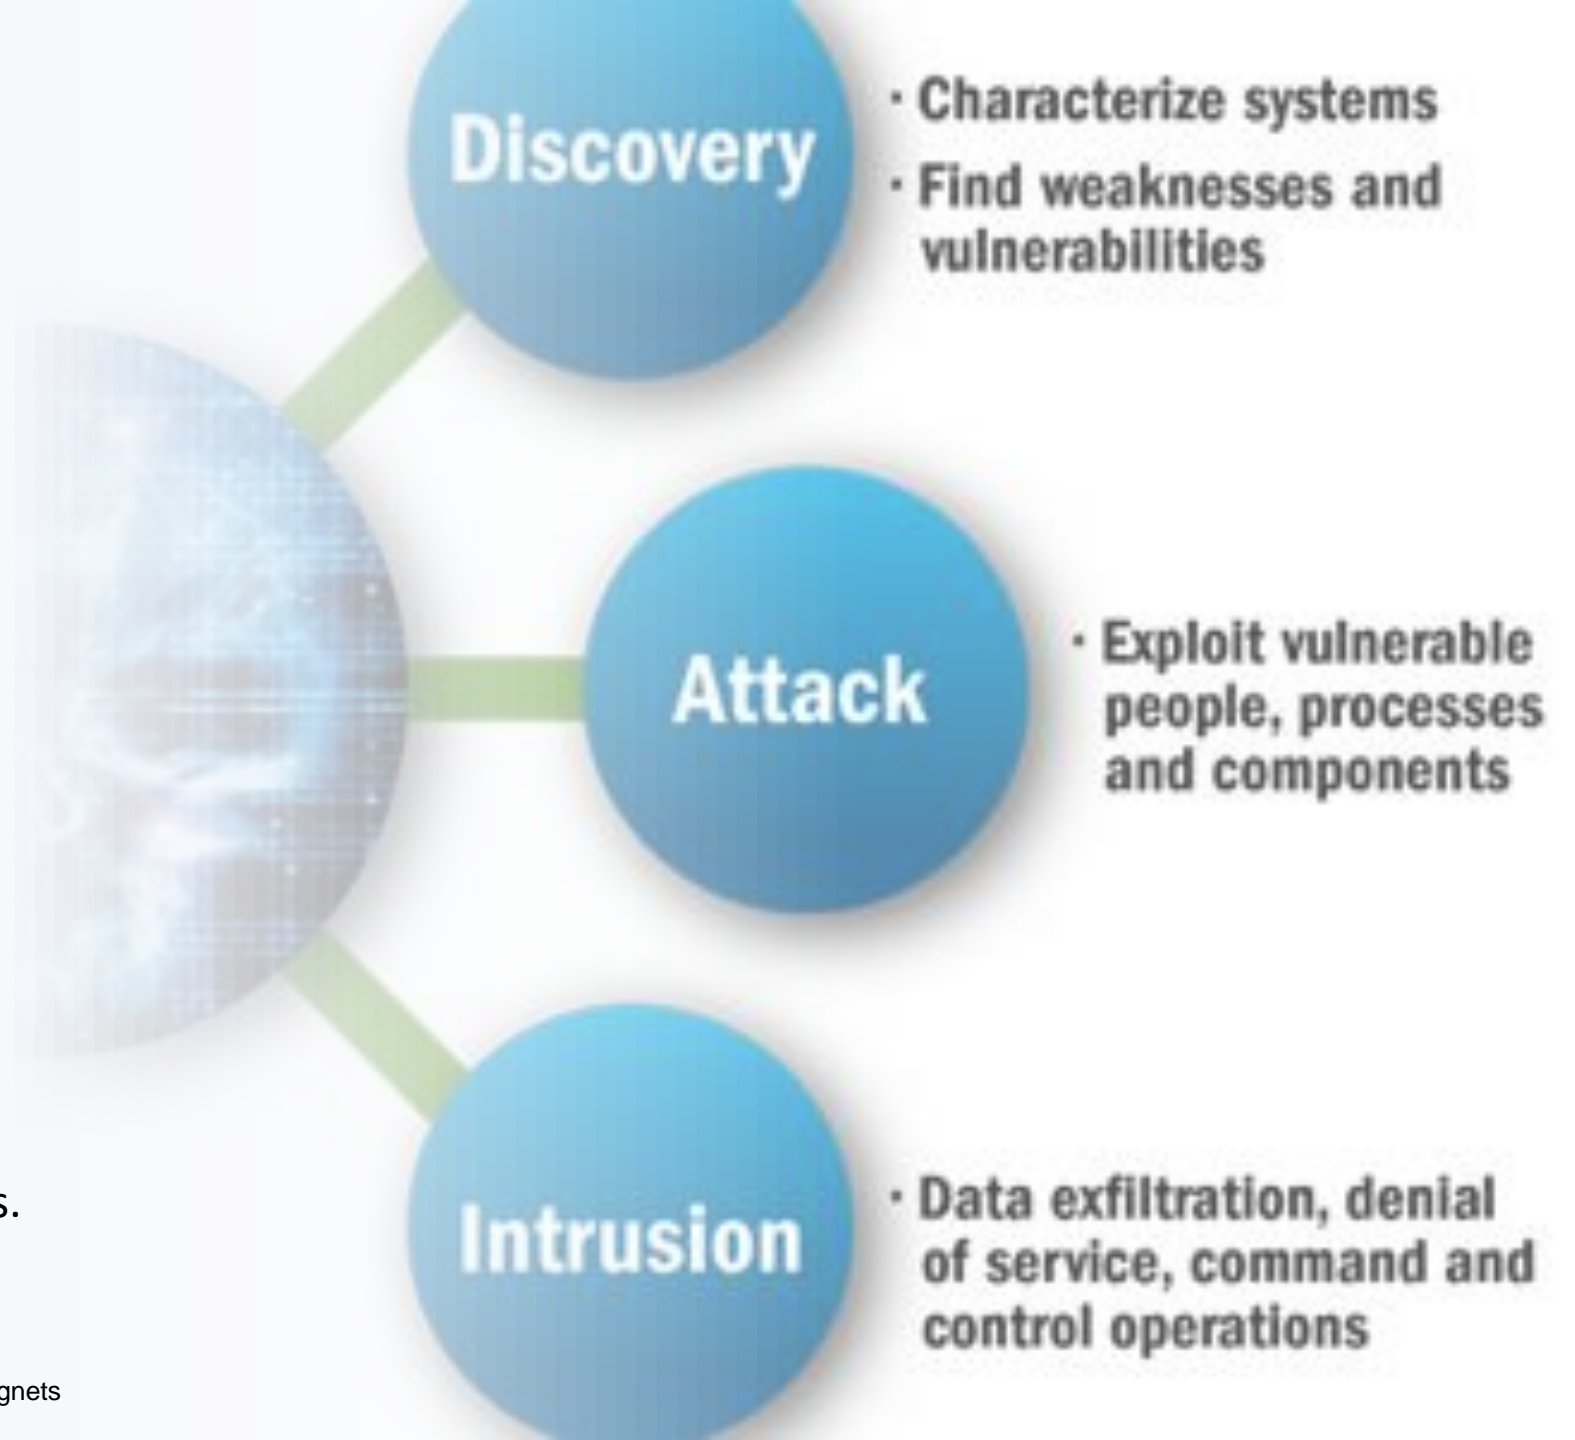 Discovery
· Characterize systems
· Find weaknesses and
vulnerabilities
Attack
· Exploit vulnerable
people, processes
and components
s.
Intrusion
· Data exfiltration, denial
of service, command and
control operations
gnets